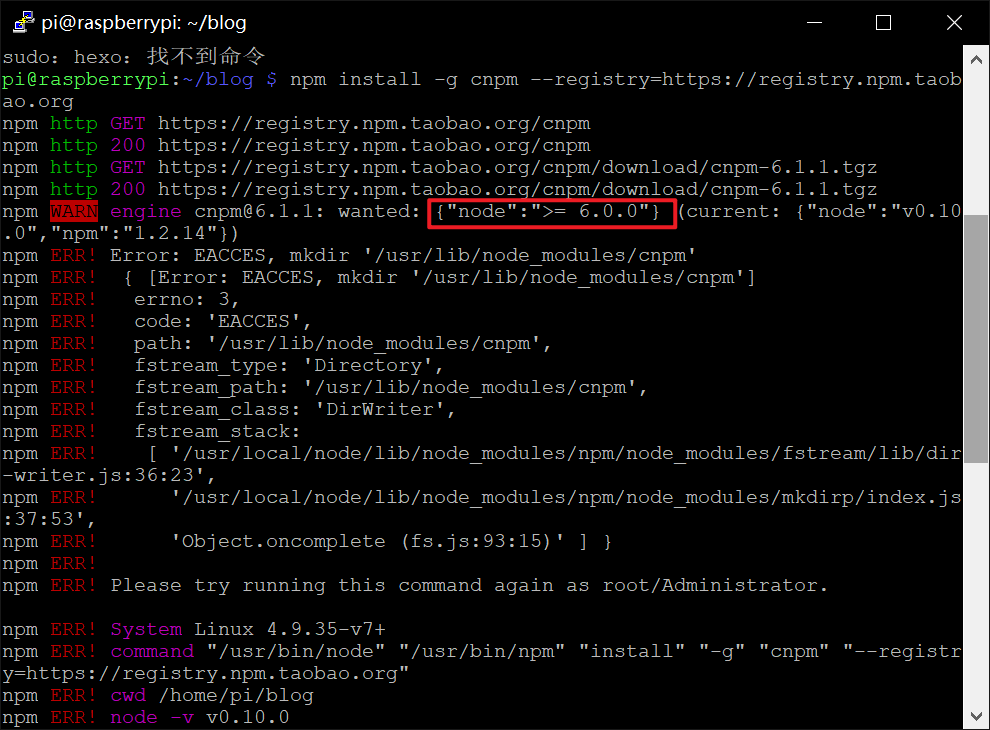 pi@raspberrypi: ~/blog
sudo: hexo: 找不到命令
pi@raspberrypi:~/blog $ npm install -g cnpm --registry=https://registry.npm.taob
ao.org
npm http GET https://registry.npm.taobao.org/cnpm
npm http 200 https://registry.npm.taobao.org/cnpm
npm http GET https://registry.npm.taobao.org/cnpm/download/cnpm-6.1.1.tgz
npm http 200 https://registry.npm.taobao.org/cnpm/download/cnpm-6.1.1.tgz
npm WARN engine cnpm@6.1.1: wanted: {"node":">= 6.0.0"} (current: {"node":"v0.10
.0","npm":"1.2.14"})
npm ERR! Error: EACCES, mkdir '/usr/lib/node_modules/cnpm'
npm ERR!  { [Error: EACCES, mkdir '/usr/lib/node_modules/cnpm']
npm ERR!   errno: 3,
npm ERR!   code: 'EACCES',
npm ERR!   path: '/usr/lib/node_modules/cnpm',
npm ERR!   fstream_type: 'Directory',
npm ERR!   fstream_path: '/usr/lib/node_modules/cnpm',
npm ERR!   fstream_class: 'DirWriter',
npm ERR!   fstream_stack:
npm ERR!    [ '/usr/local/node/lib/node_modules/npm/node_modules/fstream/lib/dir
-writer.js:36:23',
npm ERR!      '/usr/local/node/lib/node_modules/npm/node_modules/mkdirp/index.js
:37:53',
npm ERR!      'Object.oncomplete (fs.js:93:15)' ] }
npm ERR!
npm ERR! Please try running this command again as root/Administrator.
npm ERR! System Linux 4.9.35-v7+
npm ERR! command "/usr/bin/node" "/usr/bin/npm" "install" "-g" "cnpm" "--registr
y=https://registry.npm.taobao.org"
npm ERR! cwd /home/pi/blog
npm ERR! node -v v0.10.0